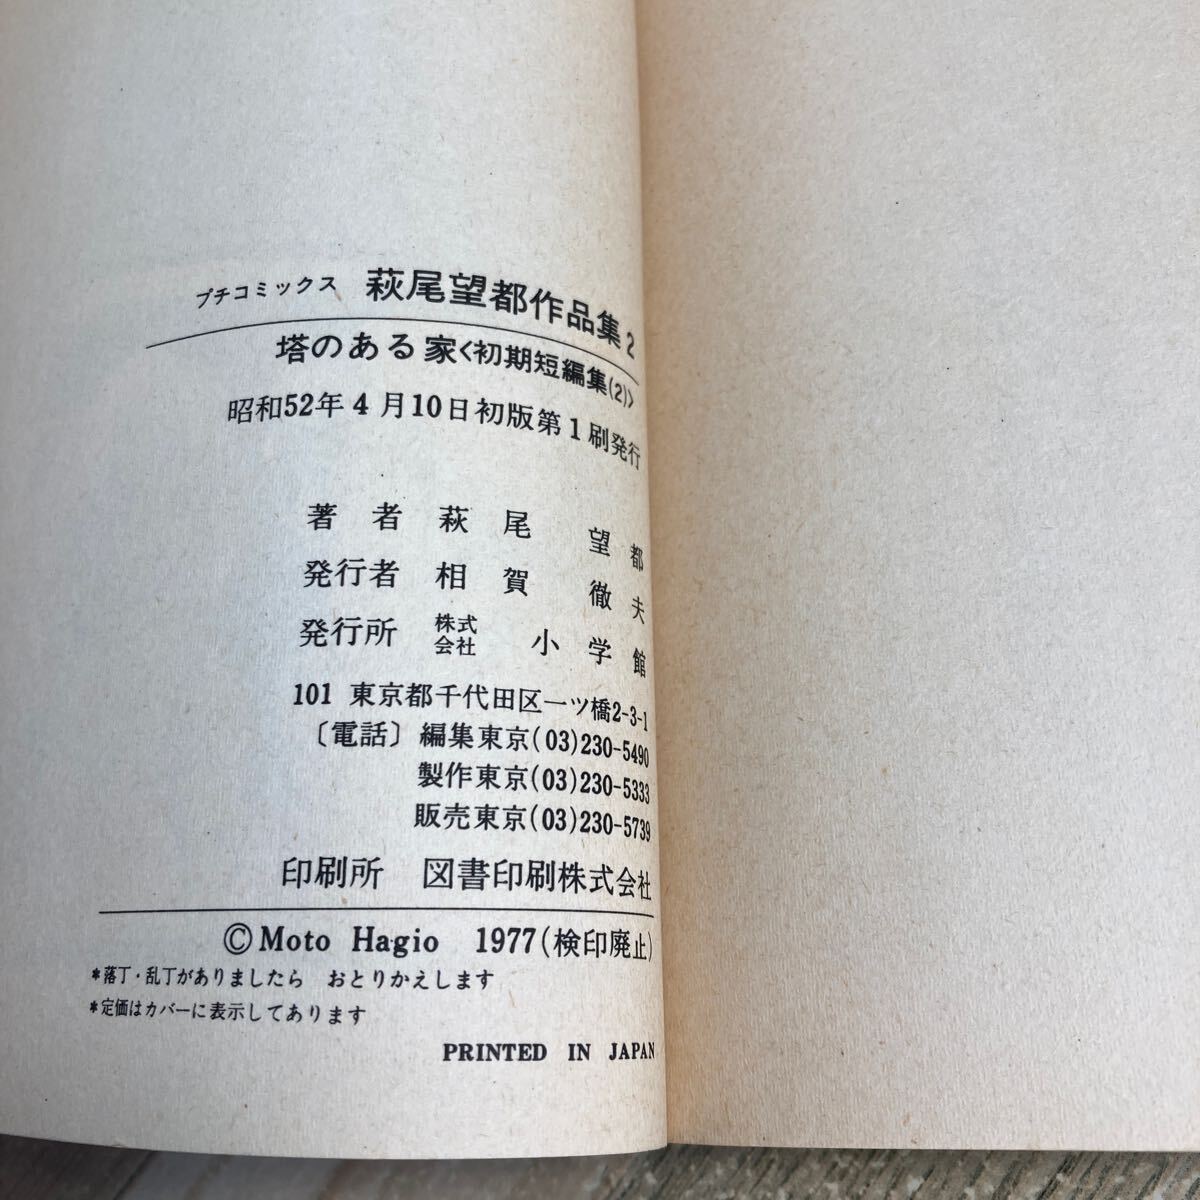 プチコミックス 萩尾望都作品集2
塔のある家<初期短編集(2)>
昭和52年4月10日初版第1刷発行
著者 萩尾 望都
発行者 相賀 徹夫
発行所 株式会社 小学館
101 東京都千代田区一ツ橋2-3-1
〔電話〕編集東京(03)230-5490
製作東京(03)230-5333
販売東京(03)230-5739
印刷所 図書印刷株式会社
©Moto Hagio 1977(検印廃止)
*落丁・乱丁がありましたら おとりかえします
*定価はカバーに表示してあります
PRINTED IN JAPAN